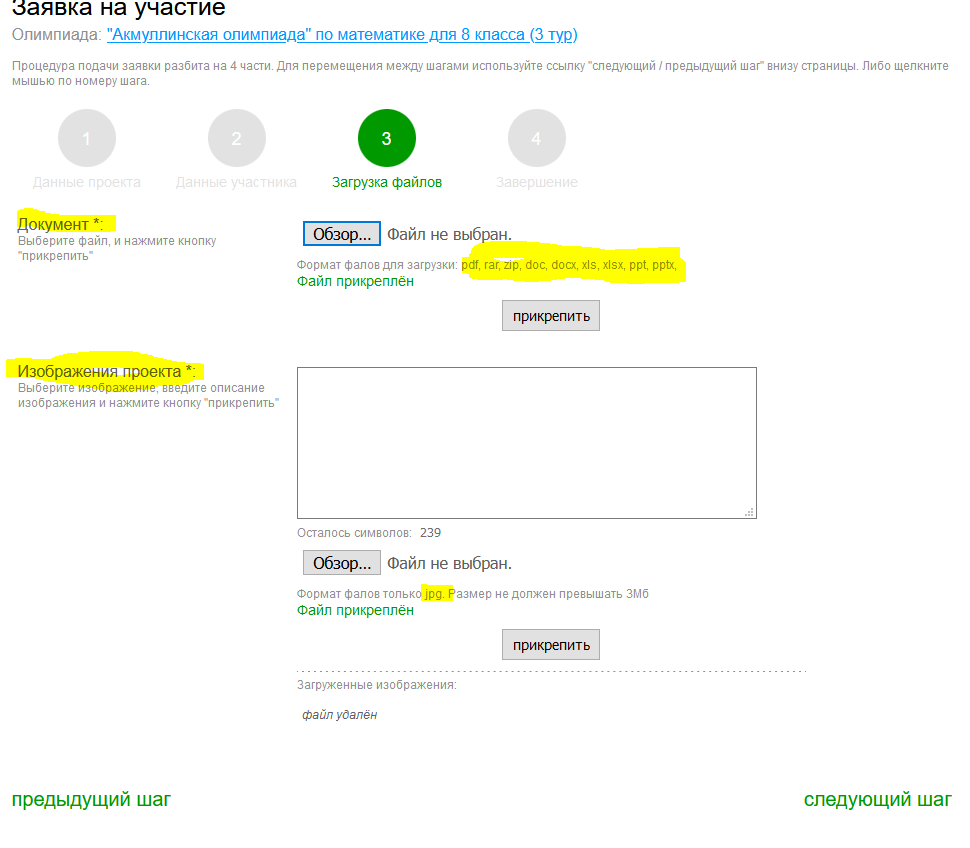 Заявка на участие
Олимпиада: "Акмуллинская олимпиада" по математике для 8 класса (3 тур)
Процедура подачи заявки разбита на 4 части. Для перемещения между шагами используйте ссылку "следующий / предыдущий шаг" внизу страницы. Либо щелкните
мышью по номеру шага.
1 2 3 4
Данные проекта Данные участника Загрузка файлов Завершение
Документ *:
Выберите файл, и нажмите кнопку
"прикрепить"
Обзор... Файл не выбран.
Формат фалов для загрузки: pdf, rar, zip, doc, docx, xls, xlsx, ppt, pptx,
Файл прикреплён
прикрепить
Изображения проекта *:
Выберите изображение, введите описание
изображения и нажмите кнопку "прикрепить"
Осталось символов: 239
Обзор... Файл не выбран.
Формат фалов только jpg. Размер не должен превышать 3Мб
Файл прикреплён
прикрепить
Загруженные изображения:
файл удалён
предыдущий шаг следующий шаг